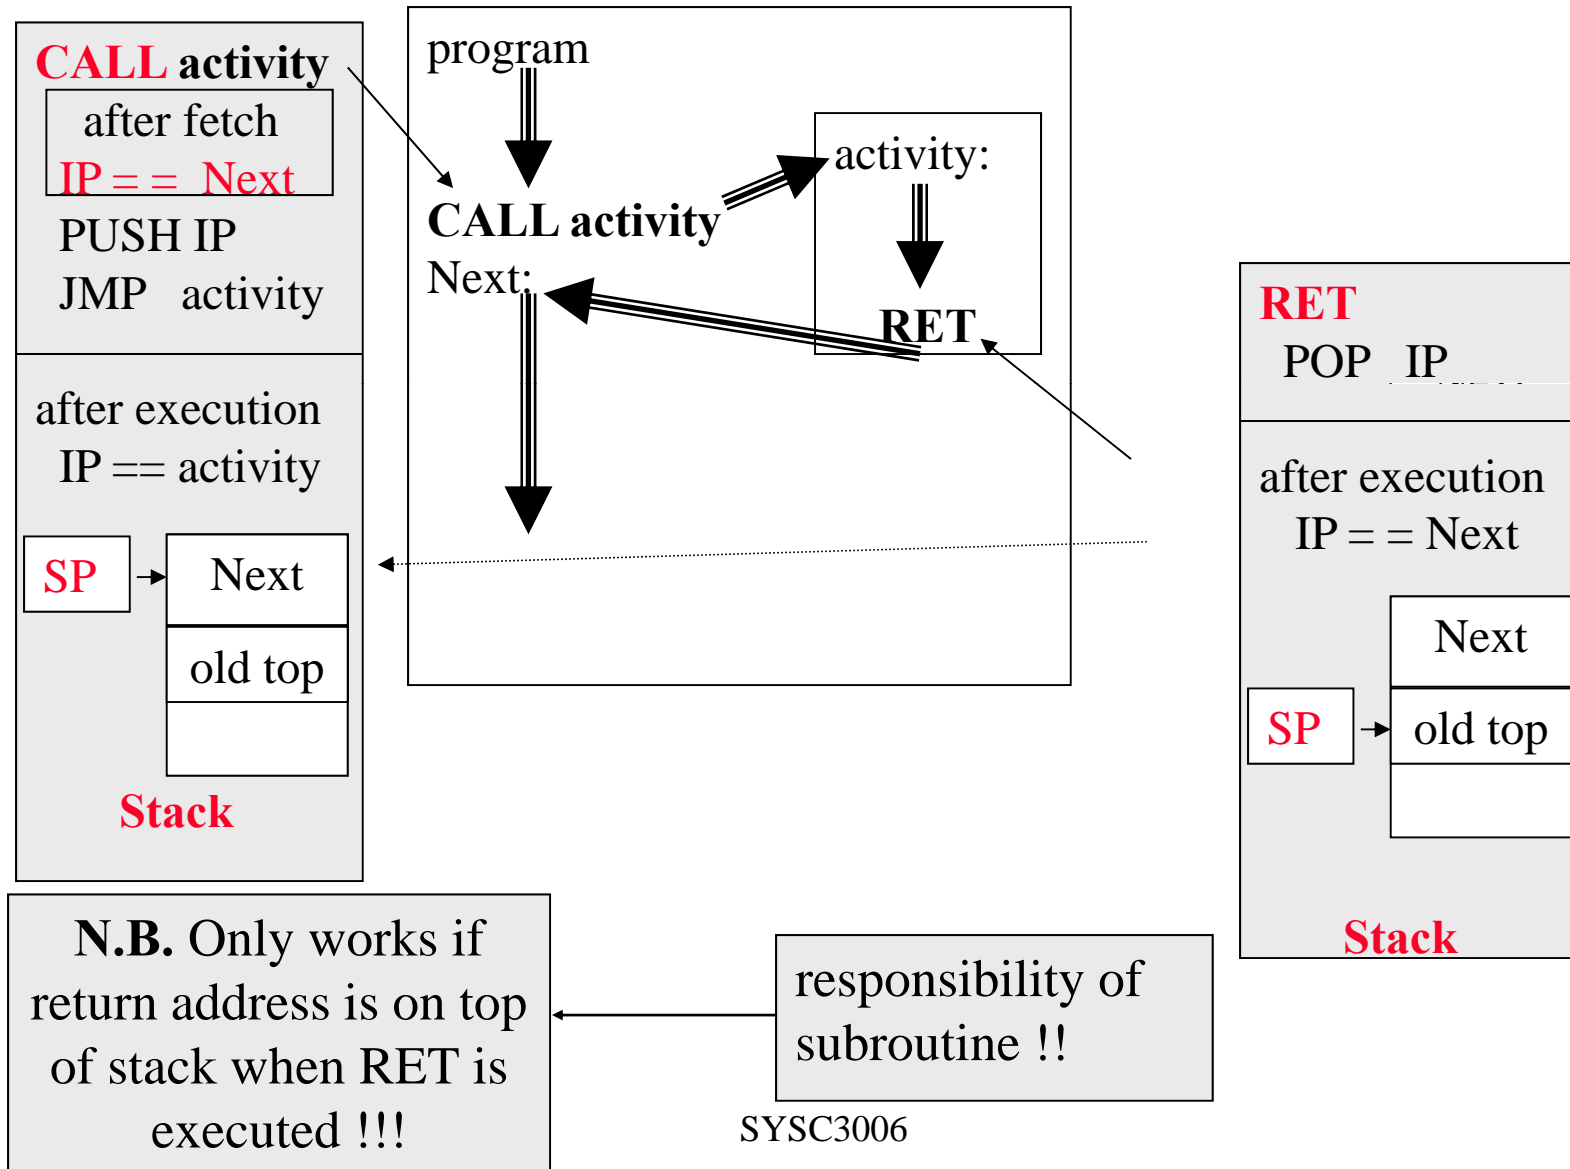 CALL activity
after fetch
IP = = Next
PUSH IP
JMP activity
after execution
IP == activity
SP
Next
old top
Stack
program
CALL activity
Next:
activity:
RET
RET
POP IP
after execution
IP = = Next
Next
SP
old top
Stack
N.B. Only works if
return address is on top
of stack when RET is
executed !!!
responsibility of
subroutine !!
SYSC3006